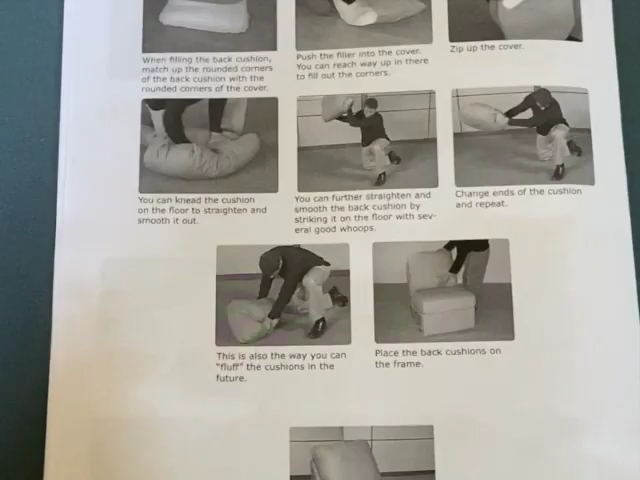 When filling the back cushion,
match up the rounded corners
of the back cushion with the
rounded corners of the cover.
Push the filler into the cover.
You can reach way up in there
to fill out the corners.
Zip up the cover.
You can knead the cushion
on the floor to straighten and
smooth it out.
You can further straighten and
smooth the back cushion by
striking it on the floor with sev-
eral good whoops.
Change ends of the cushion
and repeat.
This is also the way you can
"fluff" the cushions in the
future.
Place the back cushions on
the frame.